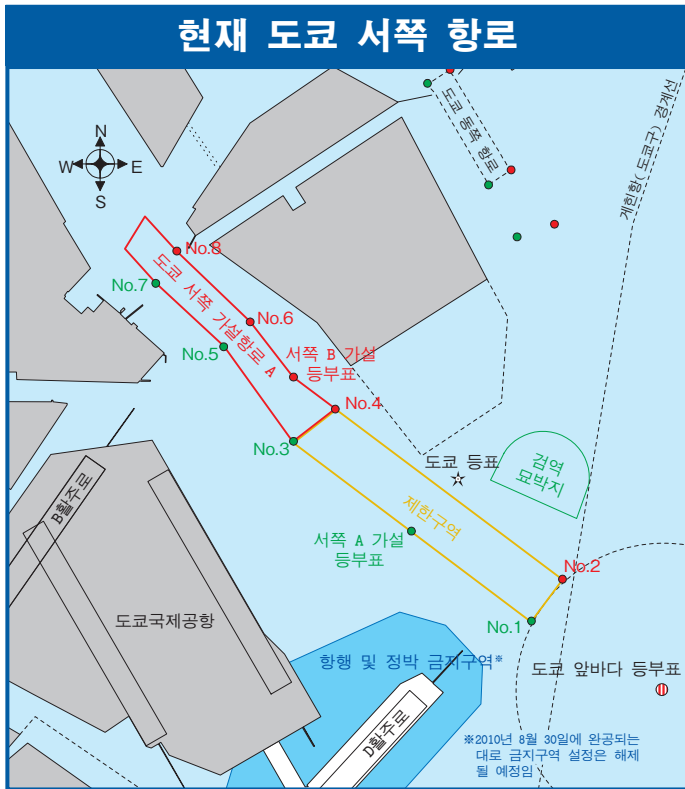 현재 도쿄 서쪽 항로
N
W
E
S
도쿄 동쪽 항로
계힌항(도쿄구) 경계선
No.8
도쿄 서쪽 가설항로 A
No.7
No.6
No.5
서쪽 B 가설
등부표
No.4
No.3
도쿄 등표
검역
묘박지
제한구역
B활주로
서쪽 A 가설
등부표
No.2
No.1
도쿄국제공항
항행 및 정박 금지구역※
도쿄 앞바다 등부표
D활주로
※2010년 8월 30일에 완공되는
대로 금지구역 설정은 해제
될 예정임